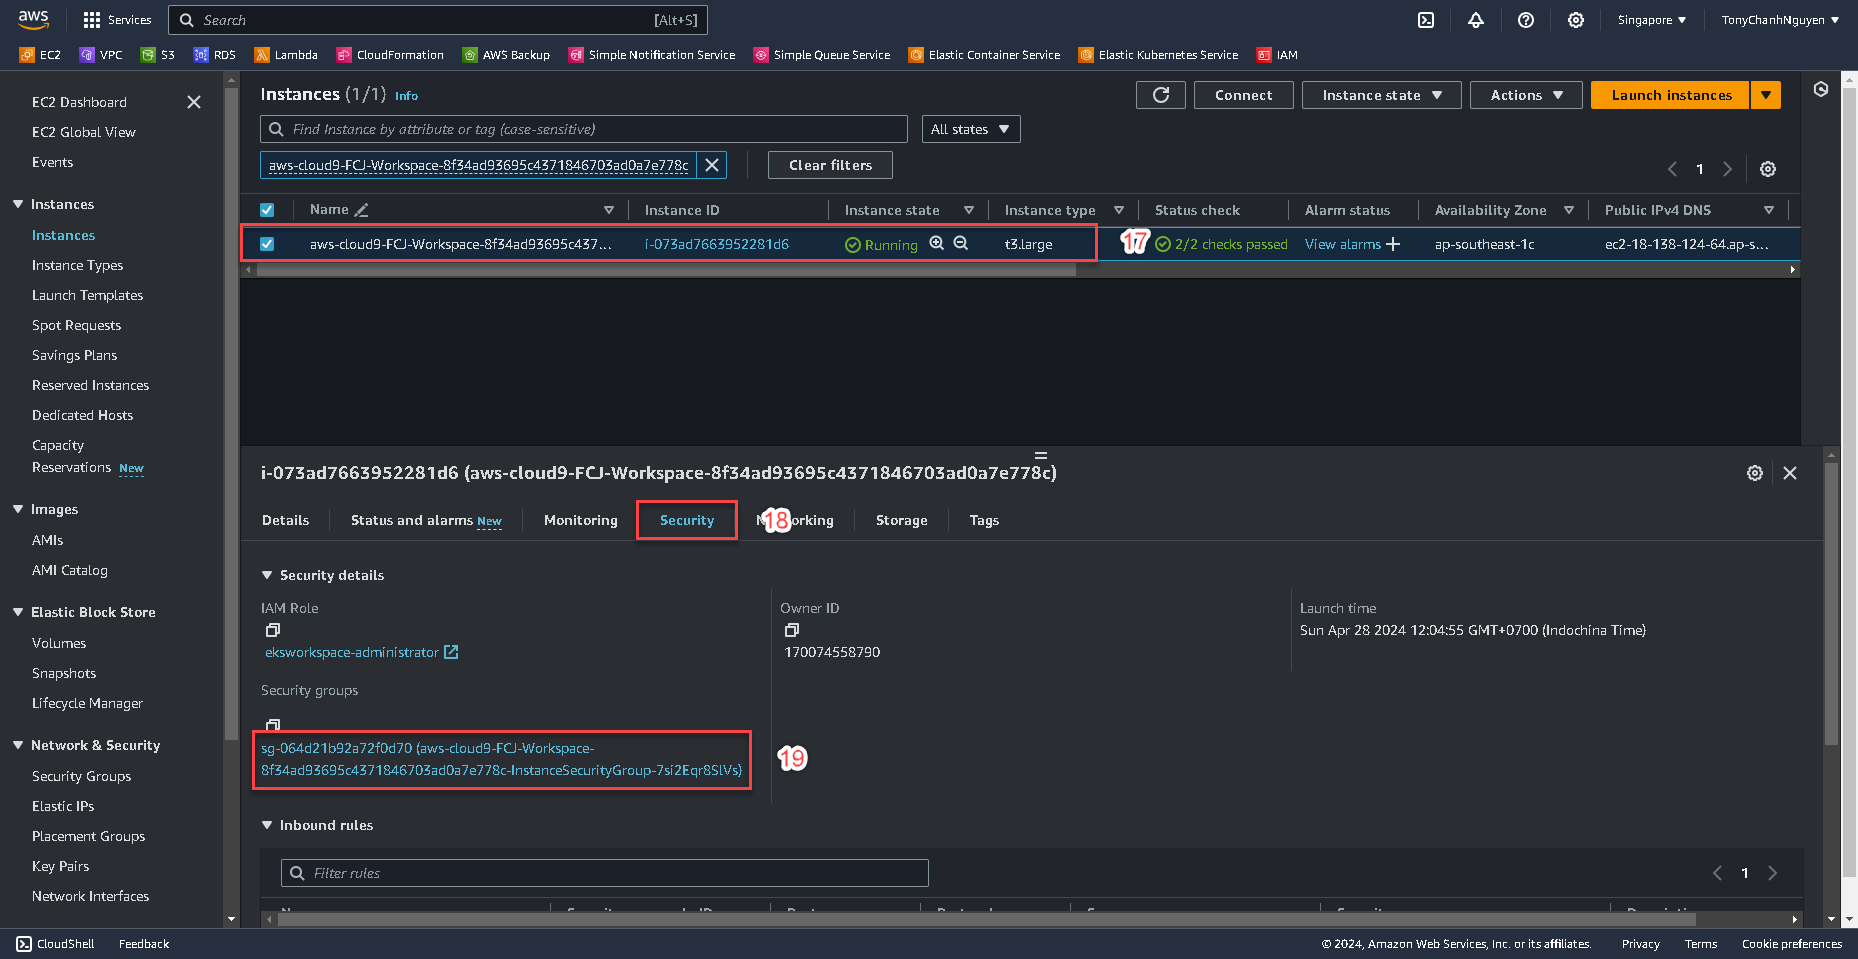 aws
Services
Search
[Alt+S]
Singapore
TonyChanhNguyen
EC2
VPC
S3
RDS
Lambda
CloudFormation
AWS Backup
Simple Notification Service
Simple Queue Service
Elastic Container Service
Elastic Kubernetes Service
IAM
EC2 Dashboard
EC2 Global View
Events
Instances
Instances
Instance Types
Launch Templates
Spot Requests
Savings Plans
Reserved Instances
Dedicated Hosts
Capacity
Reservations New
Images
AMIs
AMI Catalog
Elastic Block Store
Volumes
Snapshots
Lifecycle Manager
Network & Security
Security Groups
Elastic IPs
Placement Groups
Key Pairs
Network Interfaces
Instances (1/1) Info
Connect
Instance state
Actions
Launch instances
Find Instance by attribute or tag (case-sensitive)
All states
aws-cloud9-FCJ-Workspace-8f34ad93695c4371846703ad0a7e778c
Clear filters
1
Name
Instance ID
Instance state
Instance type
Status check
Alarm status
Availability Zone
Public IPv4 DNS
aws-cloud9-FCJ-Workspace-8f34ad93695c437...
i-073ad7663952281d6
Running
t3.large
17
2/2 checks passed
View alarms
ap-southeast-1c
ec2-18-138-124-64.ap-s...
i-073ad7663952281d6 (aws-cloud9-FCJ-Workspace-8f34ad93695c4371846703ad0a7e778c)
Details
Status and alarms New
Monitoring
Security
18
Storage
Tags
Security details
IAM Role
eksworkspace-administrator
Owner ID
170074558790
Launch time
Sun Apr 28 2024 12:04:55 GMT+0700 (Indochina Time)
Security groups
sg-064d21b92a72f0d70 (aws-cloud9-FCJ-Workspace-
8f34ad93695c4371846703ad0a7e778c-InstanceSecurityGroup-7si2Eqr8SlVs)
19
Inbound rules
Filter rules
1
CloudShell
Feedback
© 2024, Amazon Web Services, Inc. or its affiliates.
Privacy
Terms
Cookie preferences